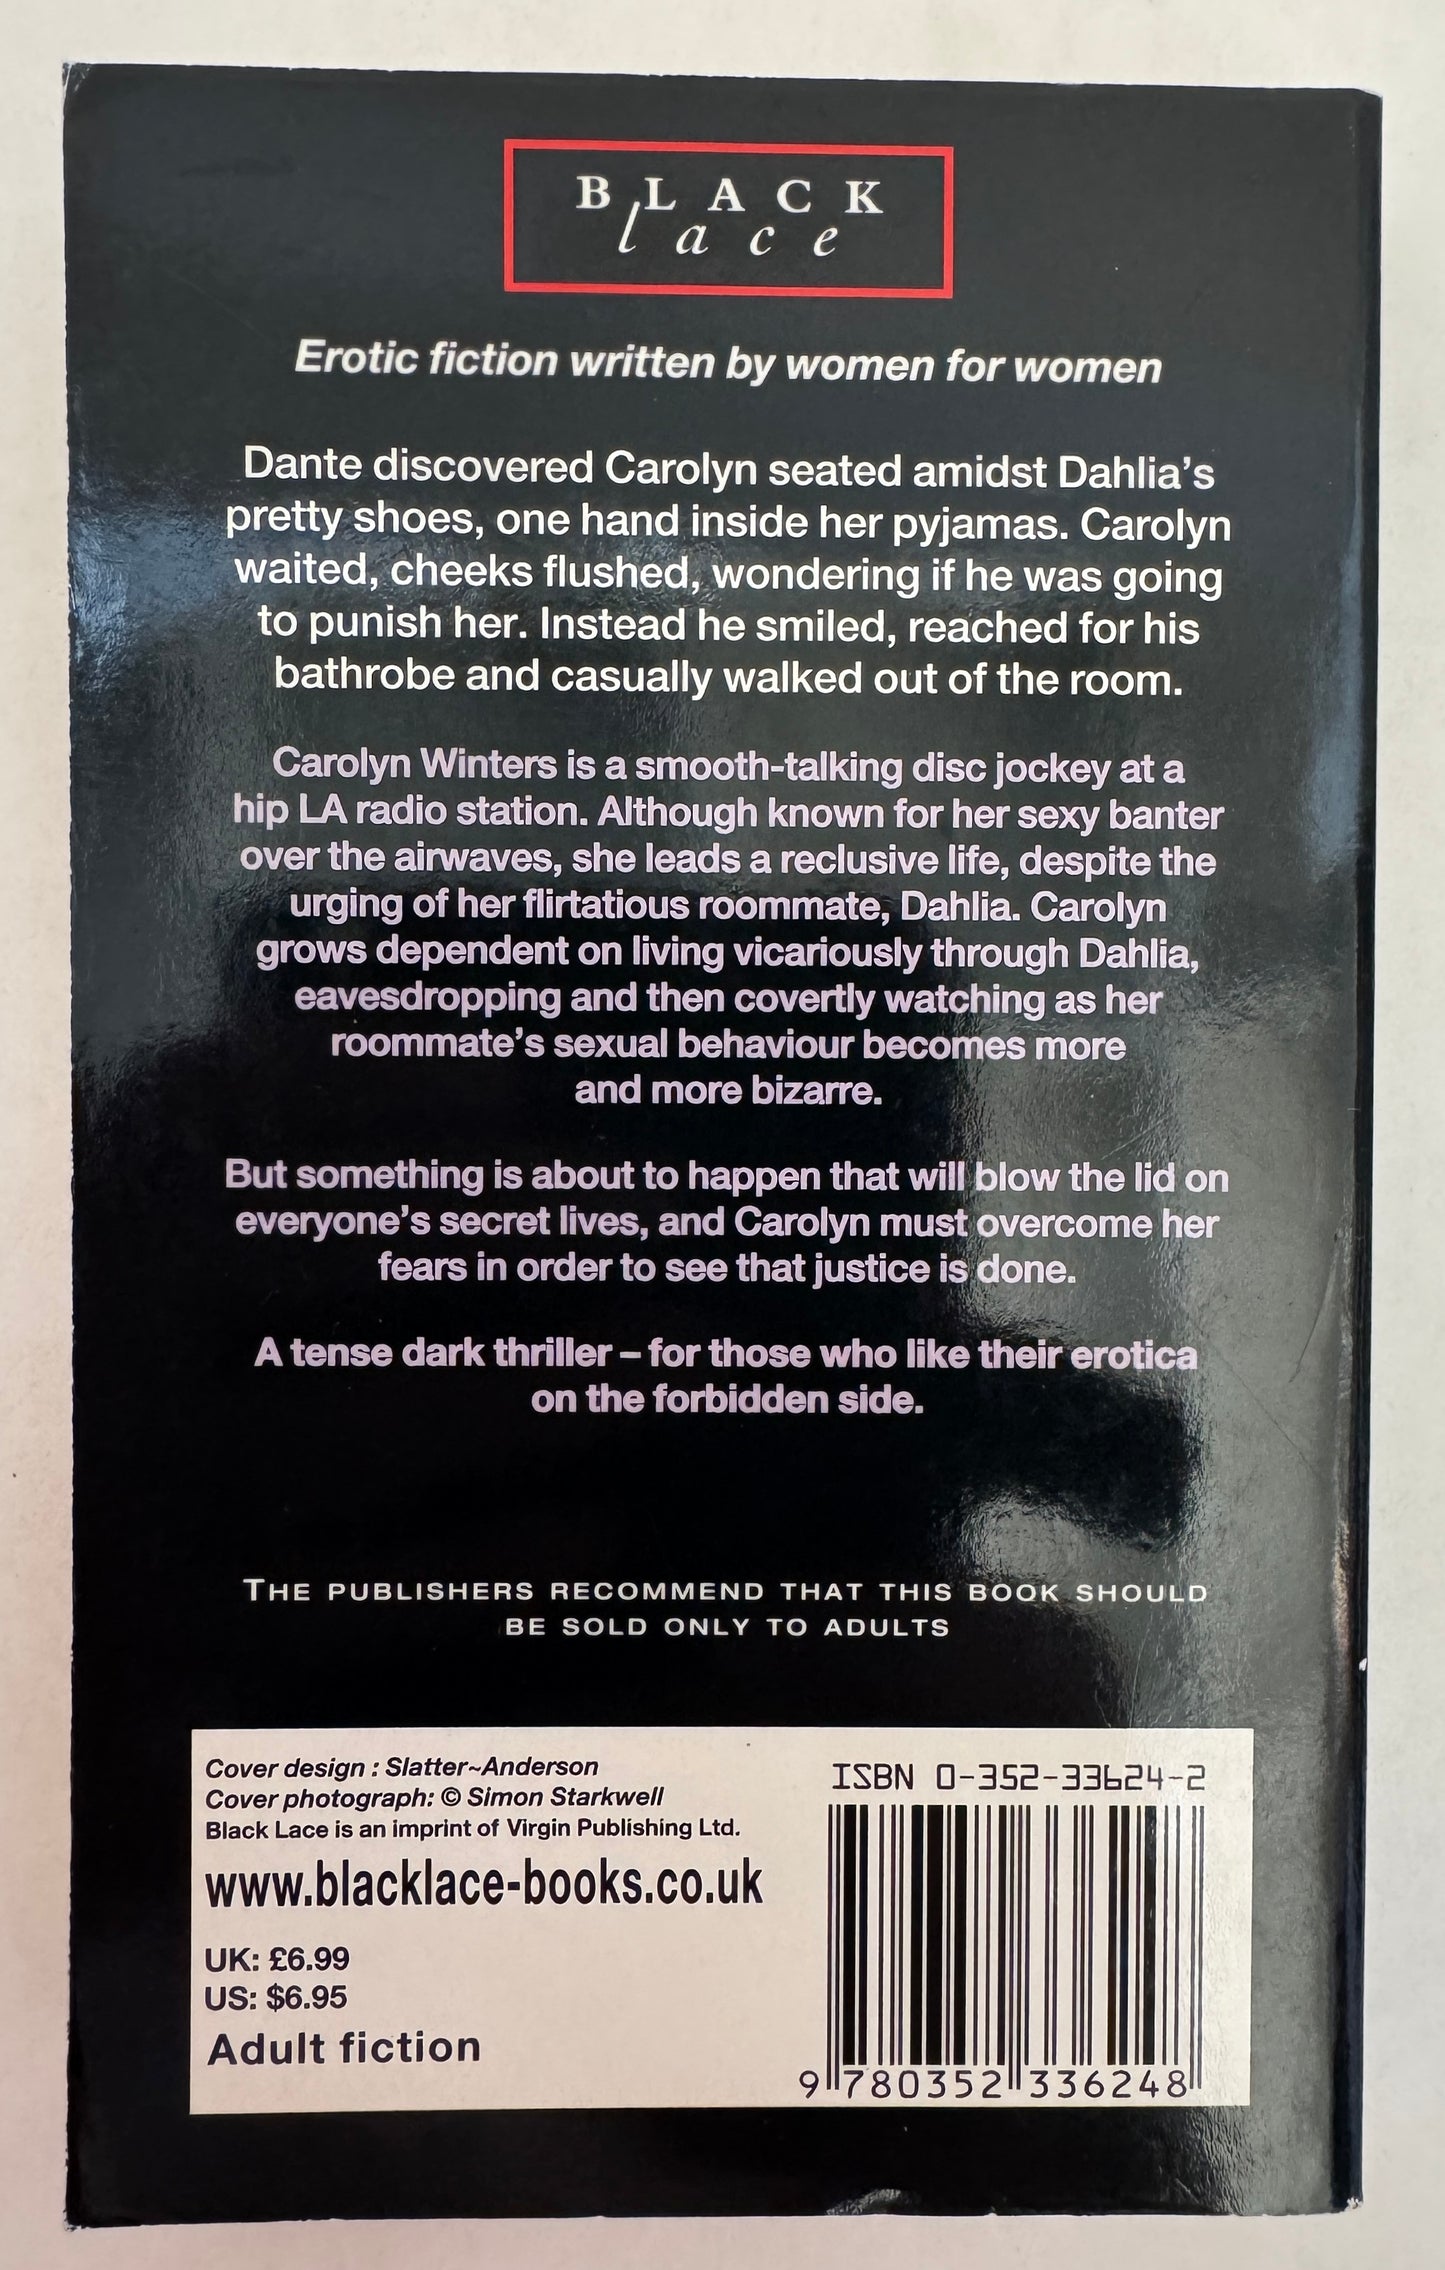 BLACK
lace
Erotic fiction written by women for women
Dante discovered Carolyn seated amidst Dahlia's
pretty shoes, one hand inside her pyjamas. Carolyn
waited, cheeks flushed, wondering if he was going
to punish her. Instead he smiled, reached for his
bathrobe and casually walked out of the room.
Carolyn Winters is a smooth-talking disc jockey at a
hip LA radio station. Although known for her sexy banter
over the airwaves, she leads a reclusive life, despite the
urging of her flirtatious roommate, Dahlia. Carolyn
grows dependent on living vicariously through Dahlia,
eavesdropping and then covertly watching as her
roommate's sexual behaviour becomes more
and more bizarre.
But something is about to happen that will blow the lid on
everyone's secret lives, and Carolyn must overcome her
fears in order to see that justice is done.
A tense dark thriller – for those who like their erotica
on the forbidden side.
THE PUBLISHERS RECOMMEND THAT THIS BOOK SHOULD
BE SOLD ONLY TO ADULTS
Cover design : Slatter~Anderson
Cover photograph: © Simon Starkwell
Black Lace is an imprint of Virgin Publishing Ltd.
www.blacklace-books.co.uk
UK: £6.99
US: $6.95
Adult fiction
ISBN 0-352-33624-2
9 780352 336248